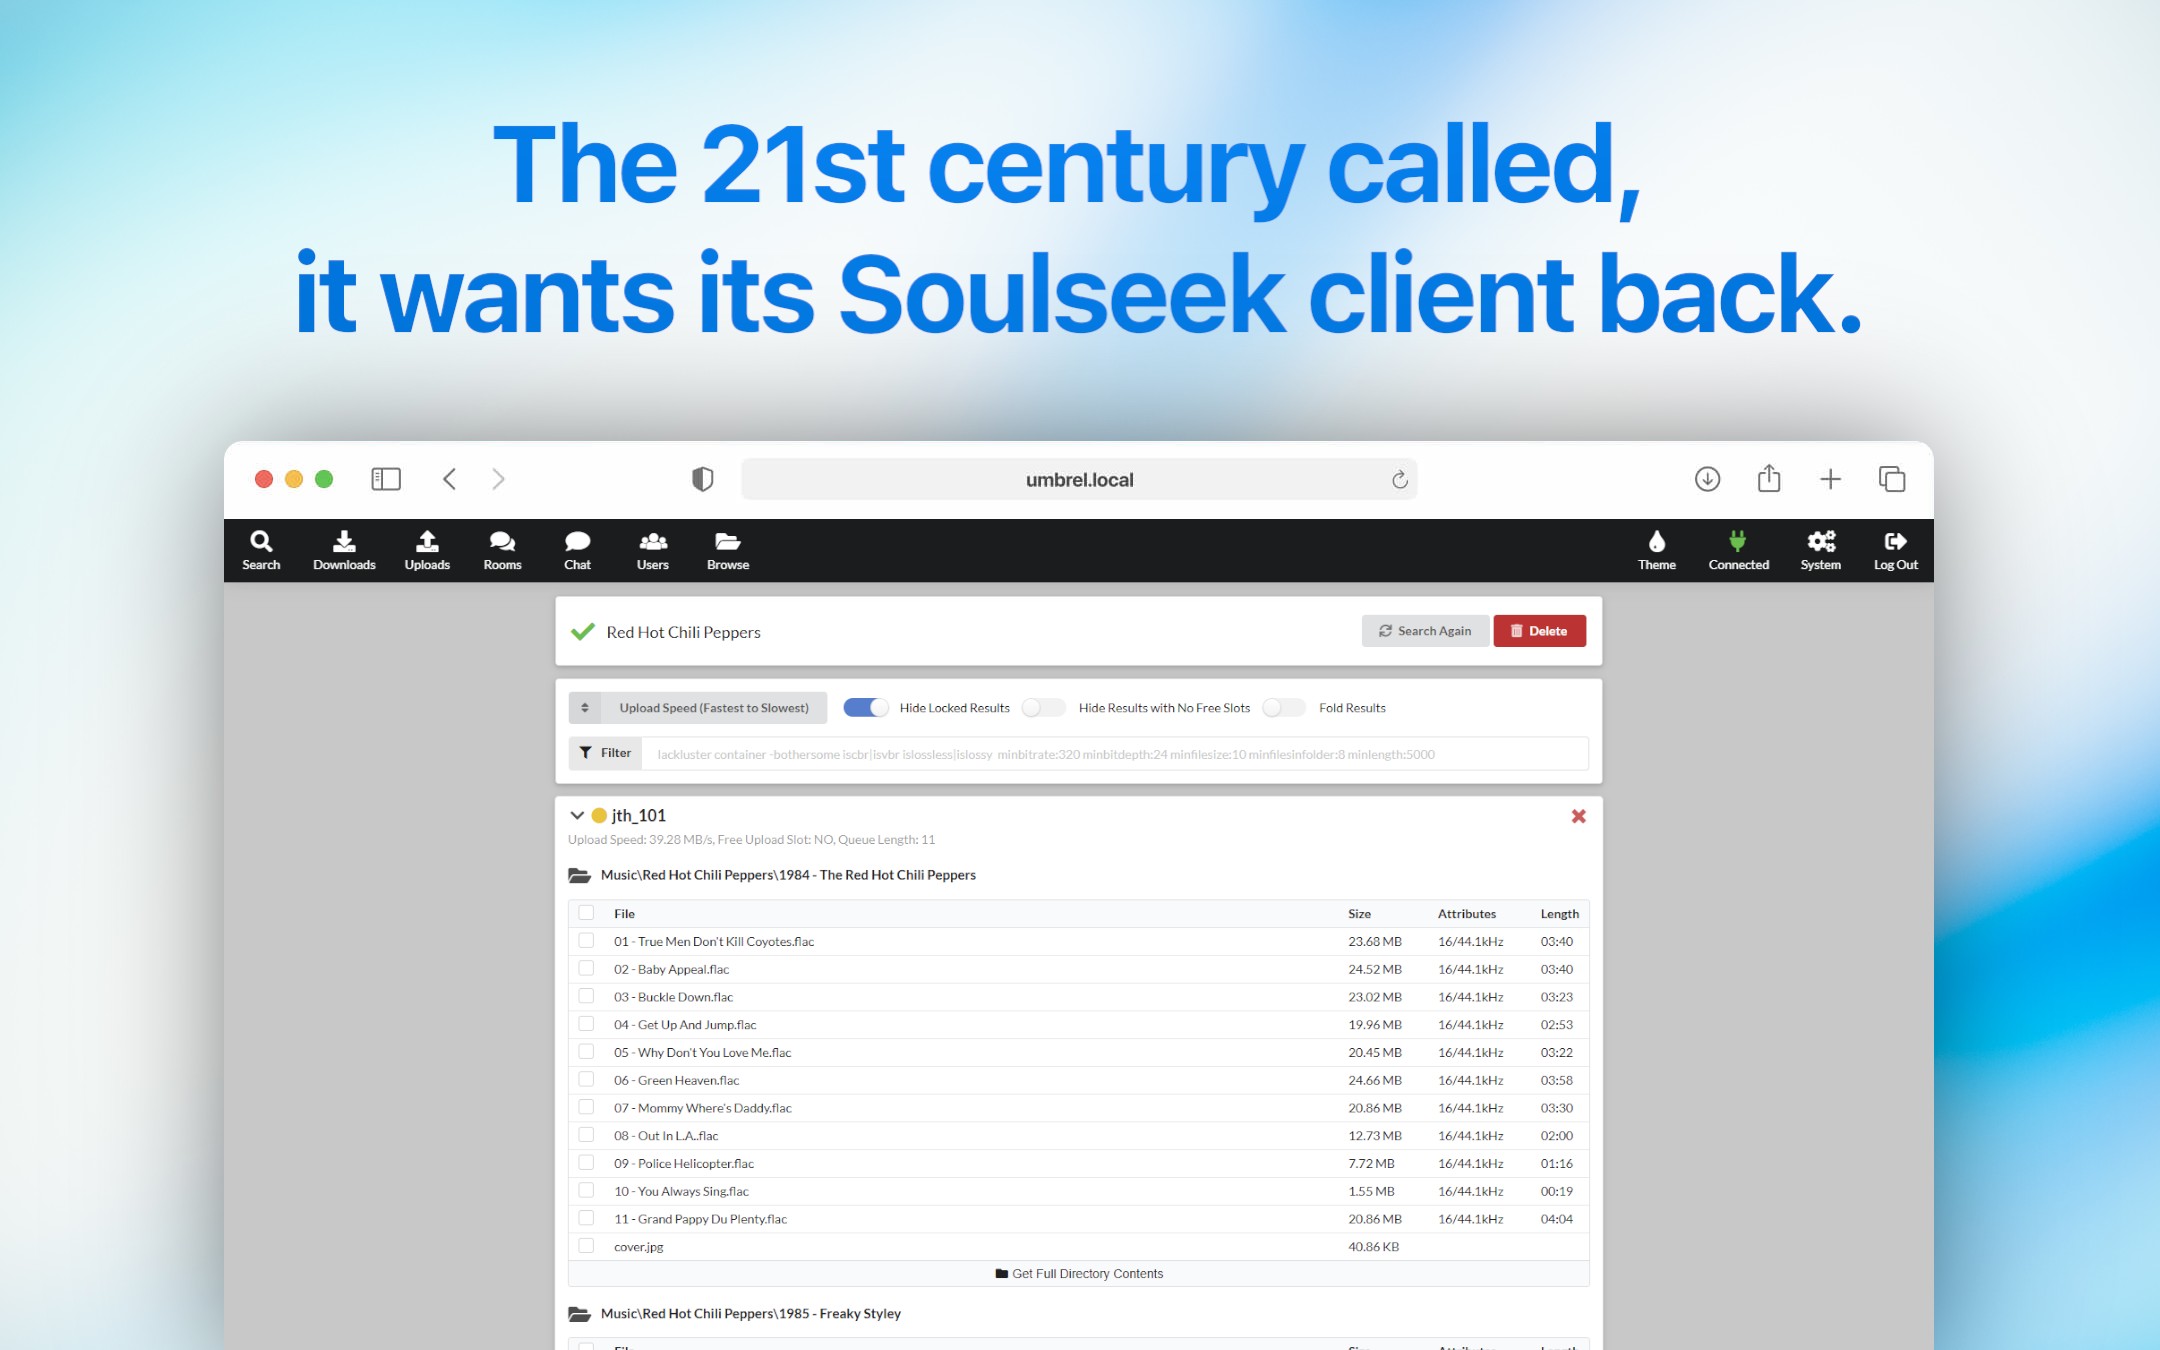 The 21st century called,
it wants its Soulseek client back.
umbrel.local
Search Downloads Uploads Rooms Chat Users Browse Theme Connected System Log Out
Red Hot Chili Peppers Search Again Delete
Upload Speed (Fastest to Slowest) Hide Locked Results Hide Results with No Free Slots Fold Results
Filter lackluster container -bothersome iscbr|isvbr islossless|islossy minbitrate:320 minbitdepth:24 minfilesize:10 minfilesinfolder:8 minlength:5000
jth_101
Upload Speed: 39.28 MB/s, Free Upload Slot: NO, Queue Length: 11
Music\Red Hot Chili Peppers\1984 - The Red Hot Chili Peppers
File Size Attributes Length
01 - True Men Don't Kill Coyotes.flac 23.68 MB 16/44.1kHz 03:40
02 - Baby Appeal.flac 24.52 MB 16/44.1kHz 03:40
03 - Buckle Down.flac 23.02 MB 16/44.1kHz 03:23
04 - Get Up And Jump.flac 19.96 MB 16/44.1kHz 02:53
05 - Why Don't You Love Me.flac 20.45 MB 16/44.1kHz 03:22
06 - Green Heaven.flac 24.66 MB 16/44.1kHz 03:58
07 - Mommy Where's Daddy.flac 20.86 MB 16/44.1kHz 03:30
08 - Out In L.A..flac 12.73 MB 16/44.1kHz 02:00
09 - Police Helicopter.flac 7.72 MB 16/44.1kHz 01:16
10 - You Always Sing.flac 1.55 MB 16/44.1kHz 00:19
11 - Grand Pappy Du Plenty.flac 20.86 MB 16/44.1kHz 04:04
cover.jpg 40.86 KB
Get Full Directory Contents
Music\Red Hot Chili Peppers\1985 - Freaky Styley